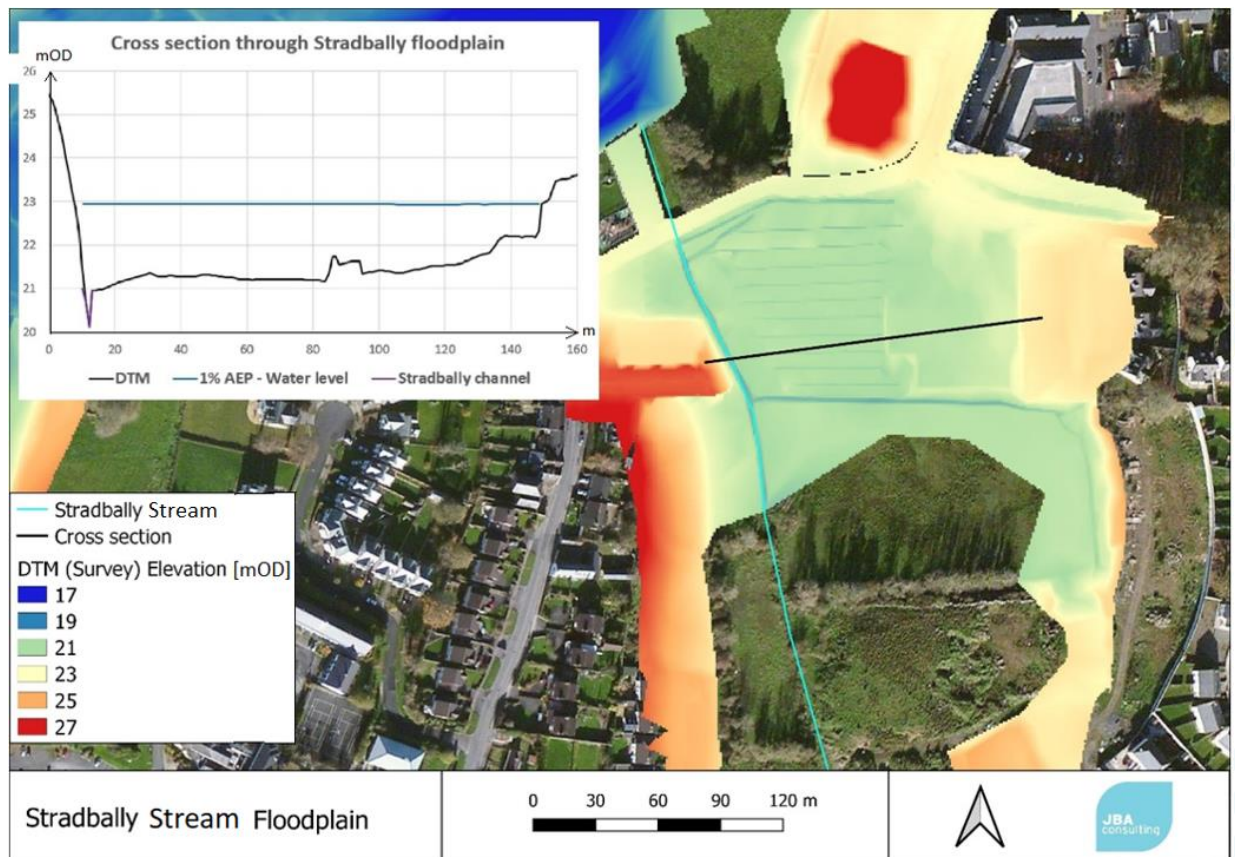 Cross section through Stradbally floodplain
mOD
26
25
24
23
22
21
20
0 20 40 60 80 100 120 140 160
m
DTM 1% AEP - Water level Stradbally channel
Stradbally Stream
Cross section
DTM (Survey) Elevation [mOD]
17
19
21
23
25
27
Stradbally Stream Floodplain
0 30 60 90 120 m
JBA
consulting